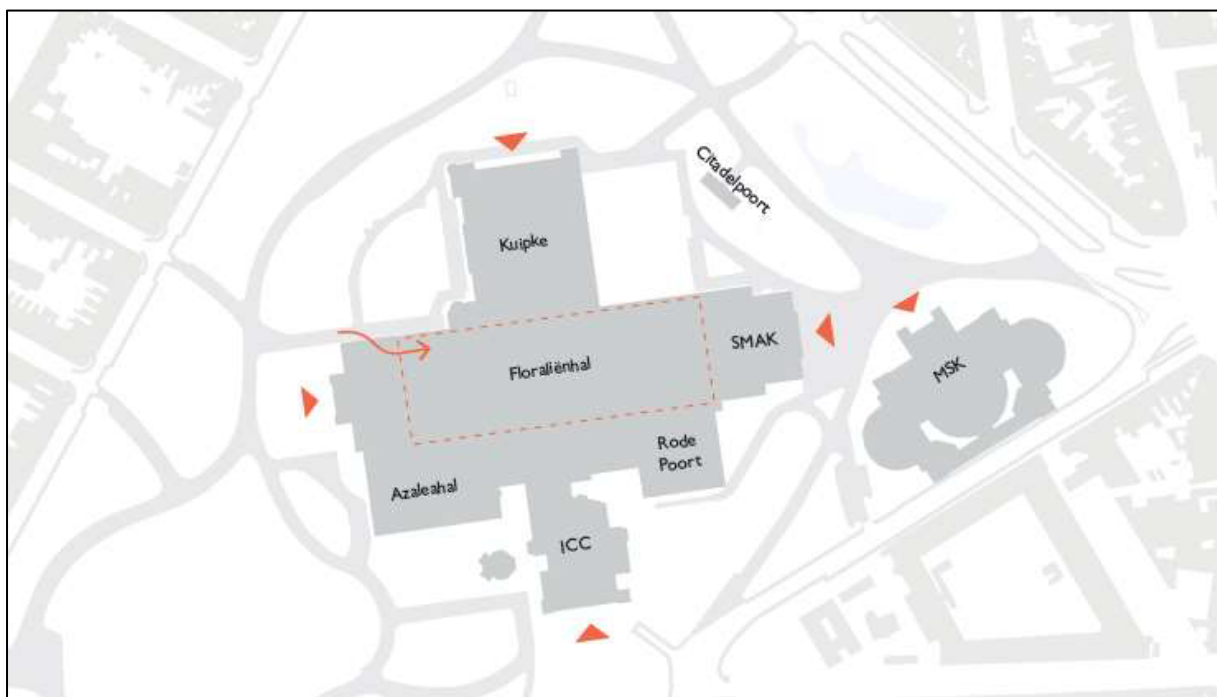 Citadelpoort
Kuipke
SMAK
Floraliënhal
MSK
Rode
Poort
Azaleahal
ICC